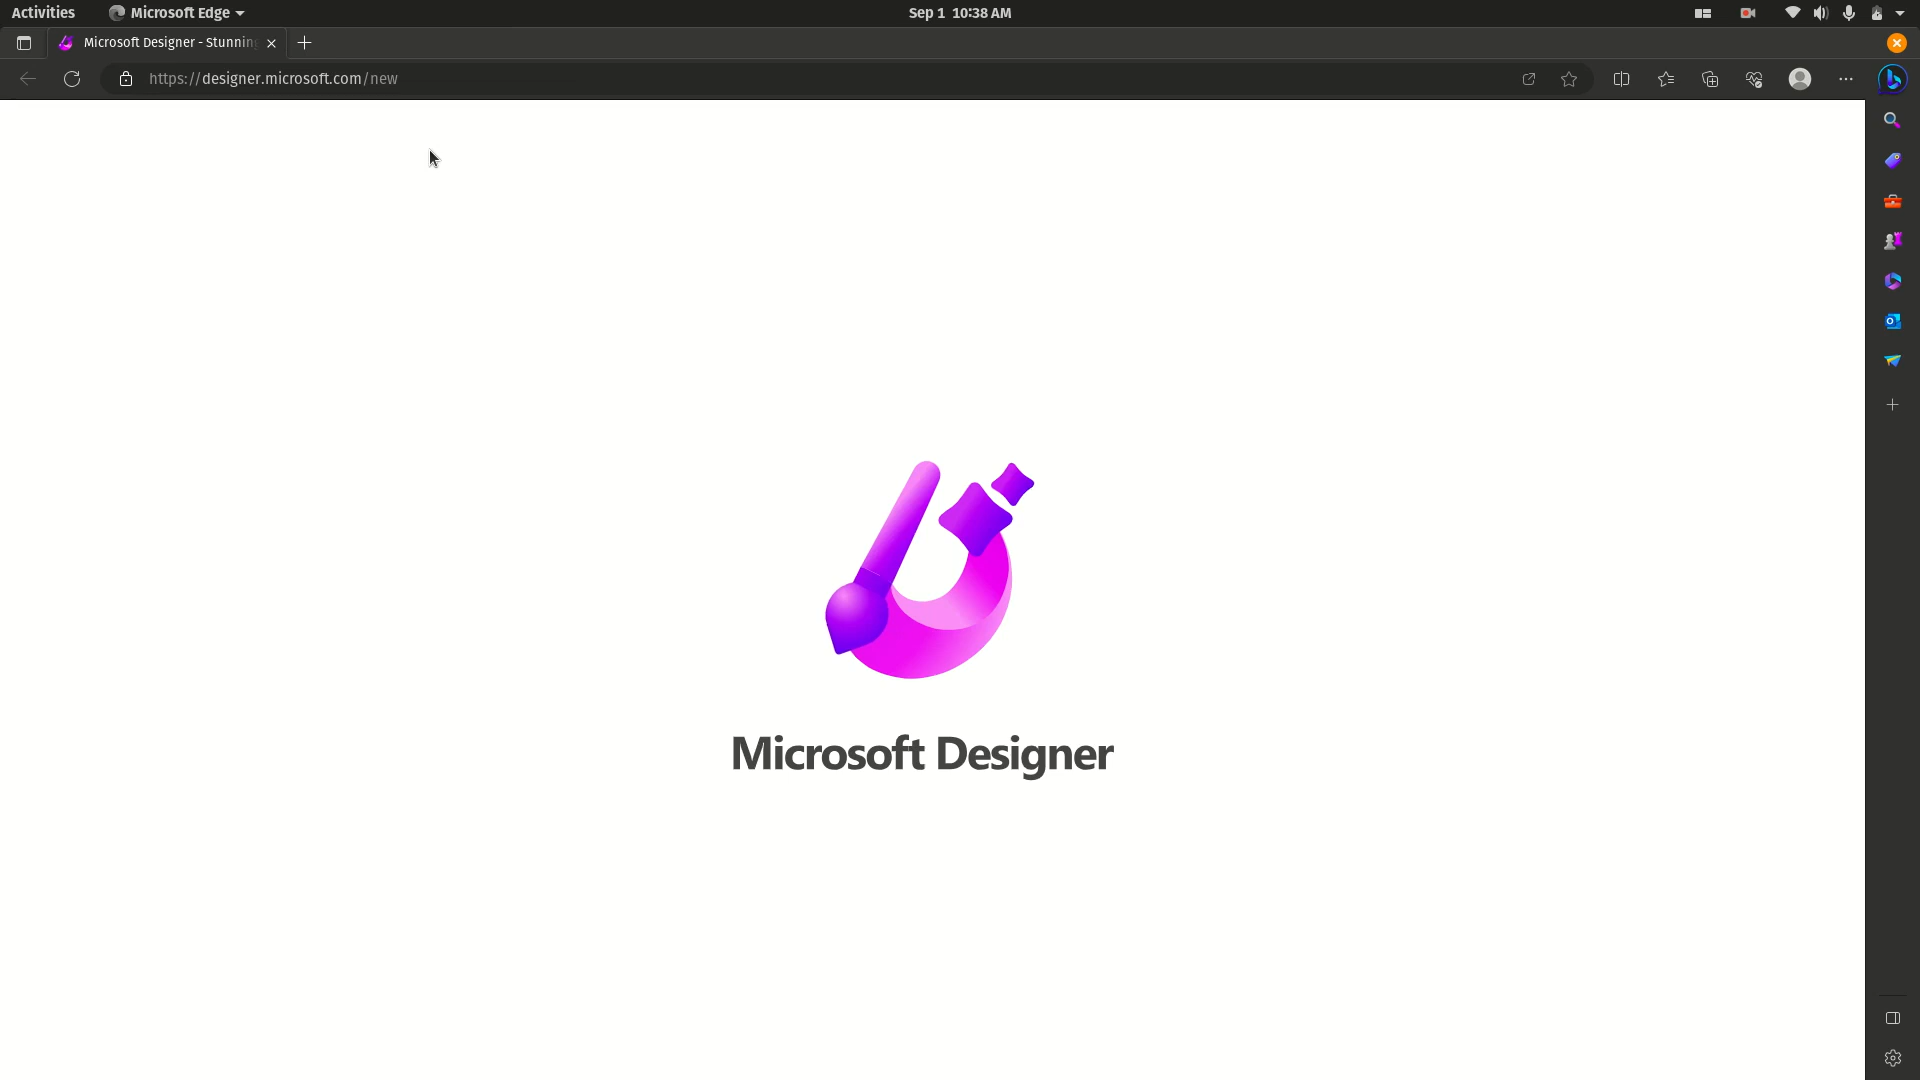 Activities
Microsoft Edge
Sep 1 10:38 AM
Microsoft Designer - Stunning
https://designer.microsoft.com/new
Microsoft Designer